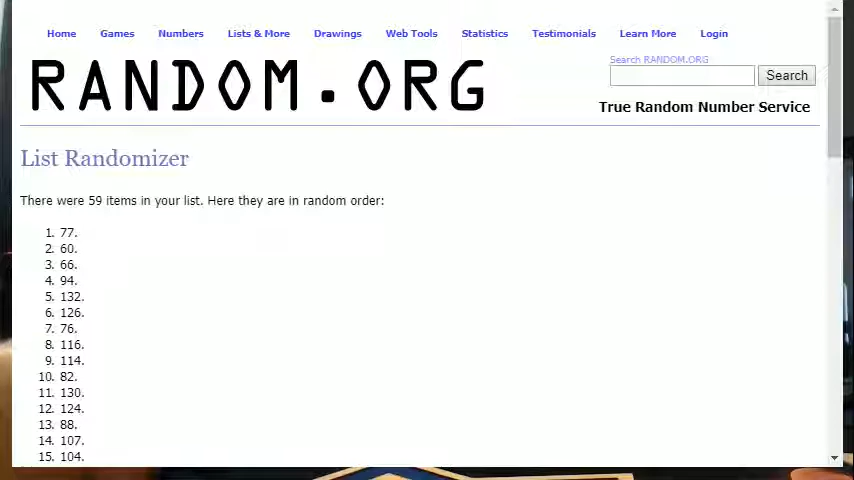 Home Games Numbers Lists & More Drawings Web Tools Statistics Testimonials Learn More Login
RANDOM.ORG
Search RANDOM.ORG
Search
True Random Number Service
List Randomizer
There were 59 items in your list. Here they are in random order:
1. 77.
2. 60.
3. 66.
4. 94.
5. 132.
6. 126.
7. 76.
8. 116.
9. 114.
10. 82.
11. 130.
12. 124.
13. 88.
14. 107.
15. 104.